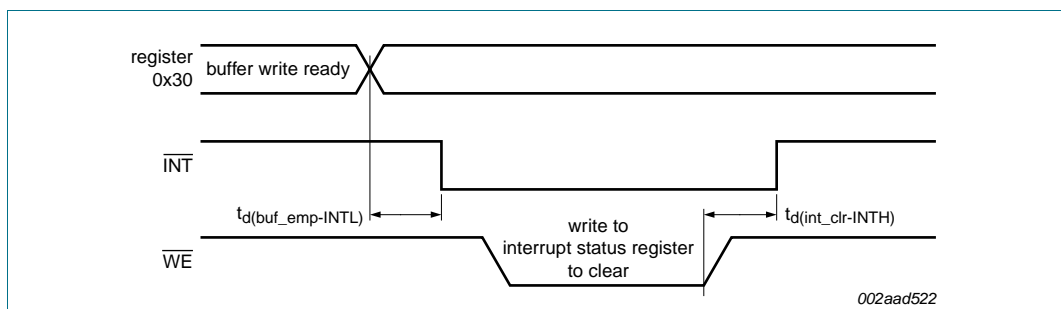 register
0x30
buffer write ready
INT
td(buf_emp-INTL)
write to
interrupt status register
to clear
td(int_clr-INTH)
WE
002aad522